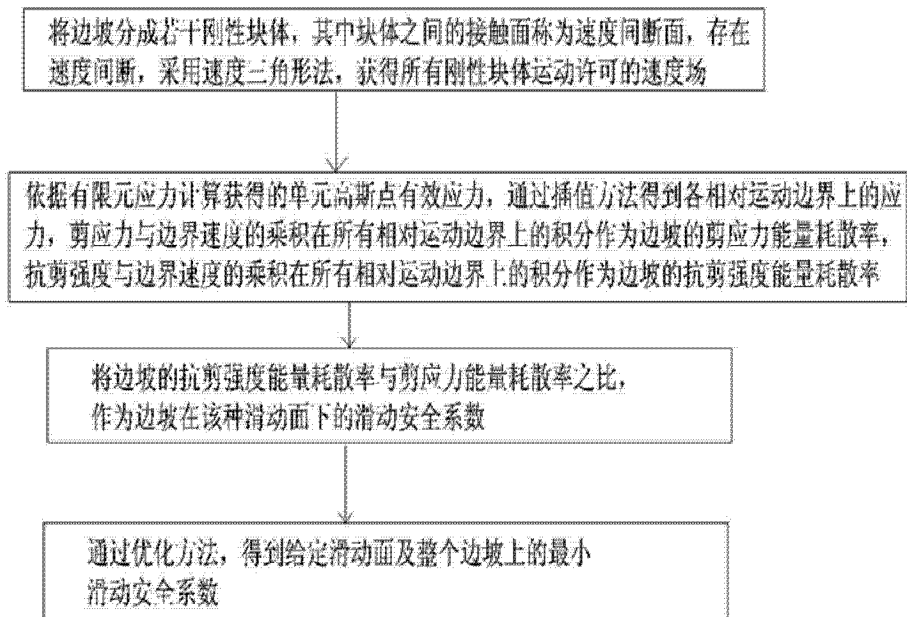 将边坡分成若干刚性块体，其中块体之间的接触面称为速度间断面，存在
速度间断，采用速度三角形法，获得所有刚性块体运动许可的速度场
依据有限元应力计算获得的单元高斯点有效应力，通过插值方法得到各相对运动边界上的应
力，剪应力与边界速度的乘积在所有相对运动边界上的积分作为边坡的剪应力能量耗散率，
抗剪强度与边界速度的乘积在所有相对运动边界上的积分作为边坡的抗剪强度能量耗散率
将边坡的抗剪强度能量耗散率与剪应力能量耗散率之比，
作为边坡在该种滑动面下的滑动安全系数
通过优化方法，得到给定滑动面及整个边坡上的最小
滑动安全系数